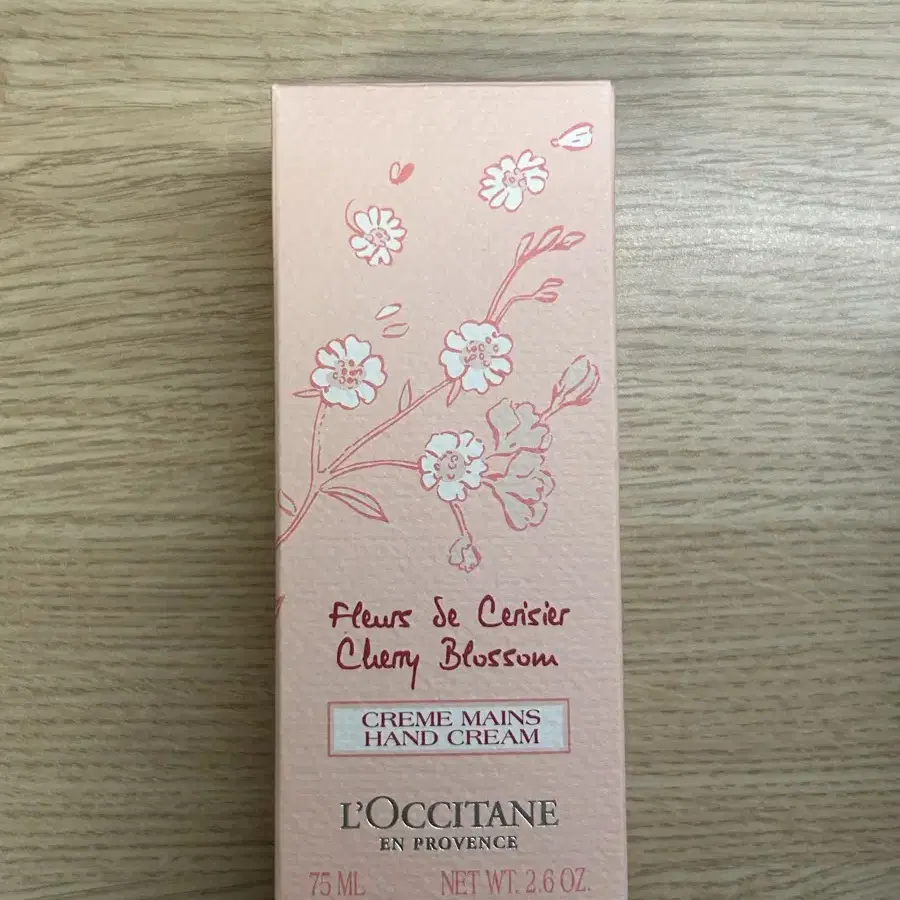 Fleurs de Cerisier
Cherry Blossom
CREME MAINS
HAND CREAM
L'OCCITANE
EN PROVENCE
75 ML NET WT. 2.6 OZ.